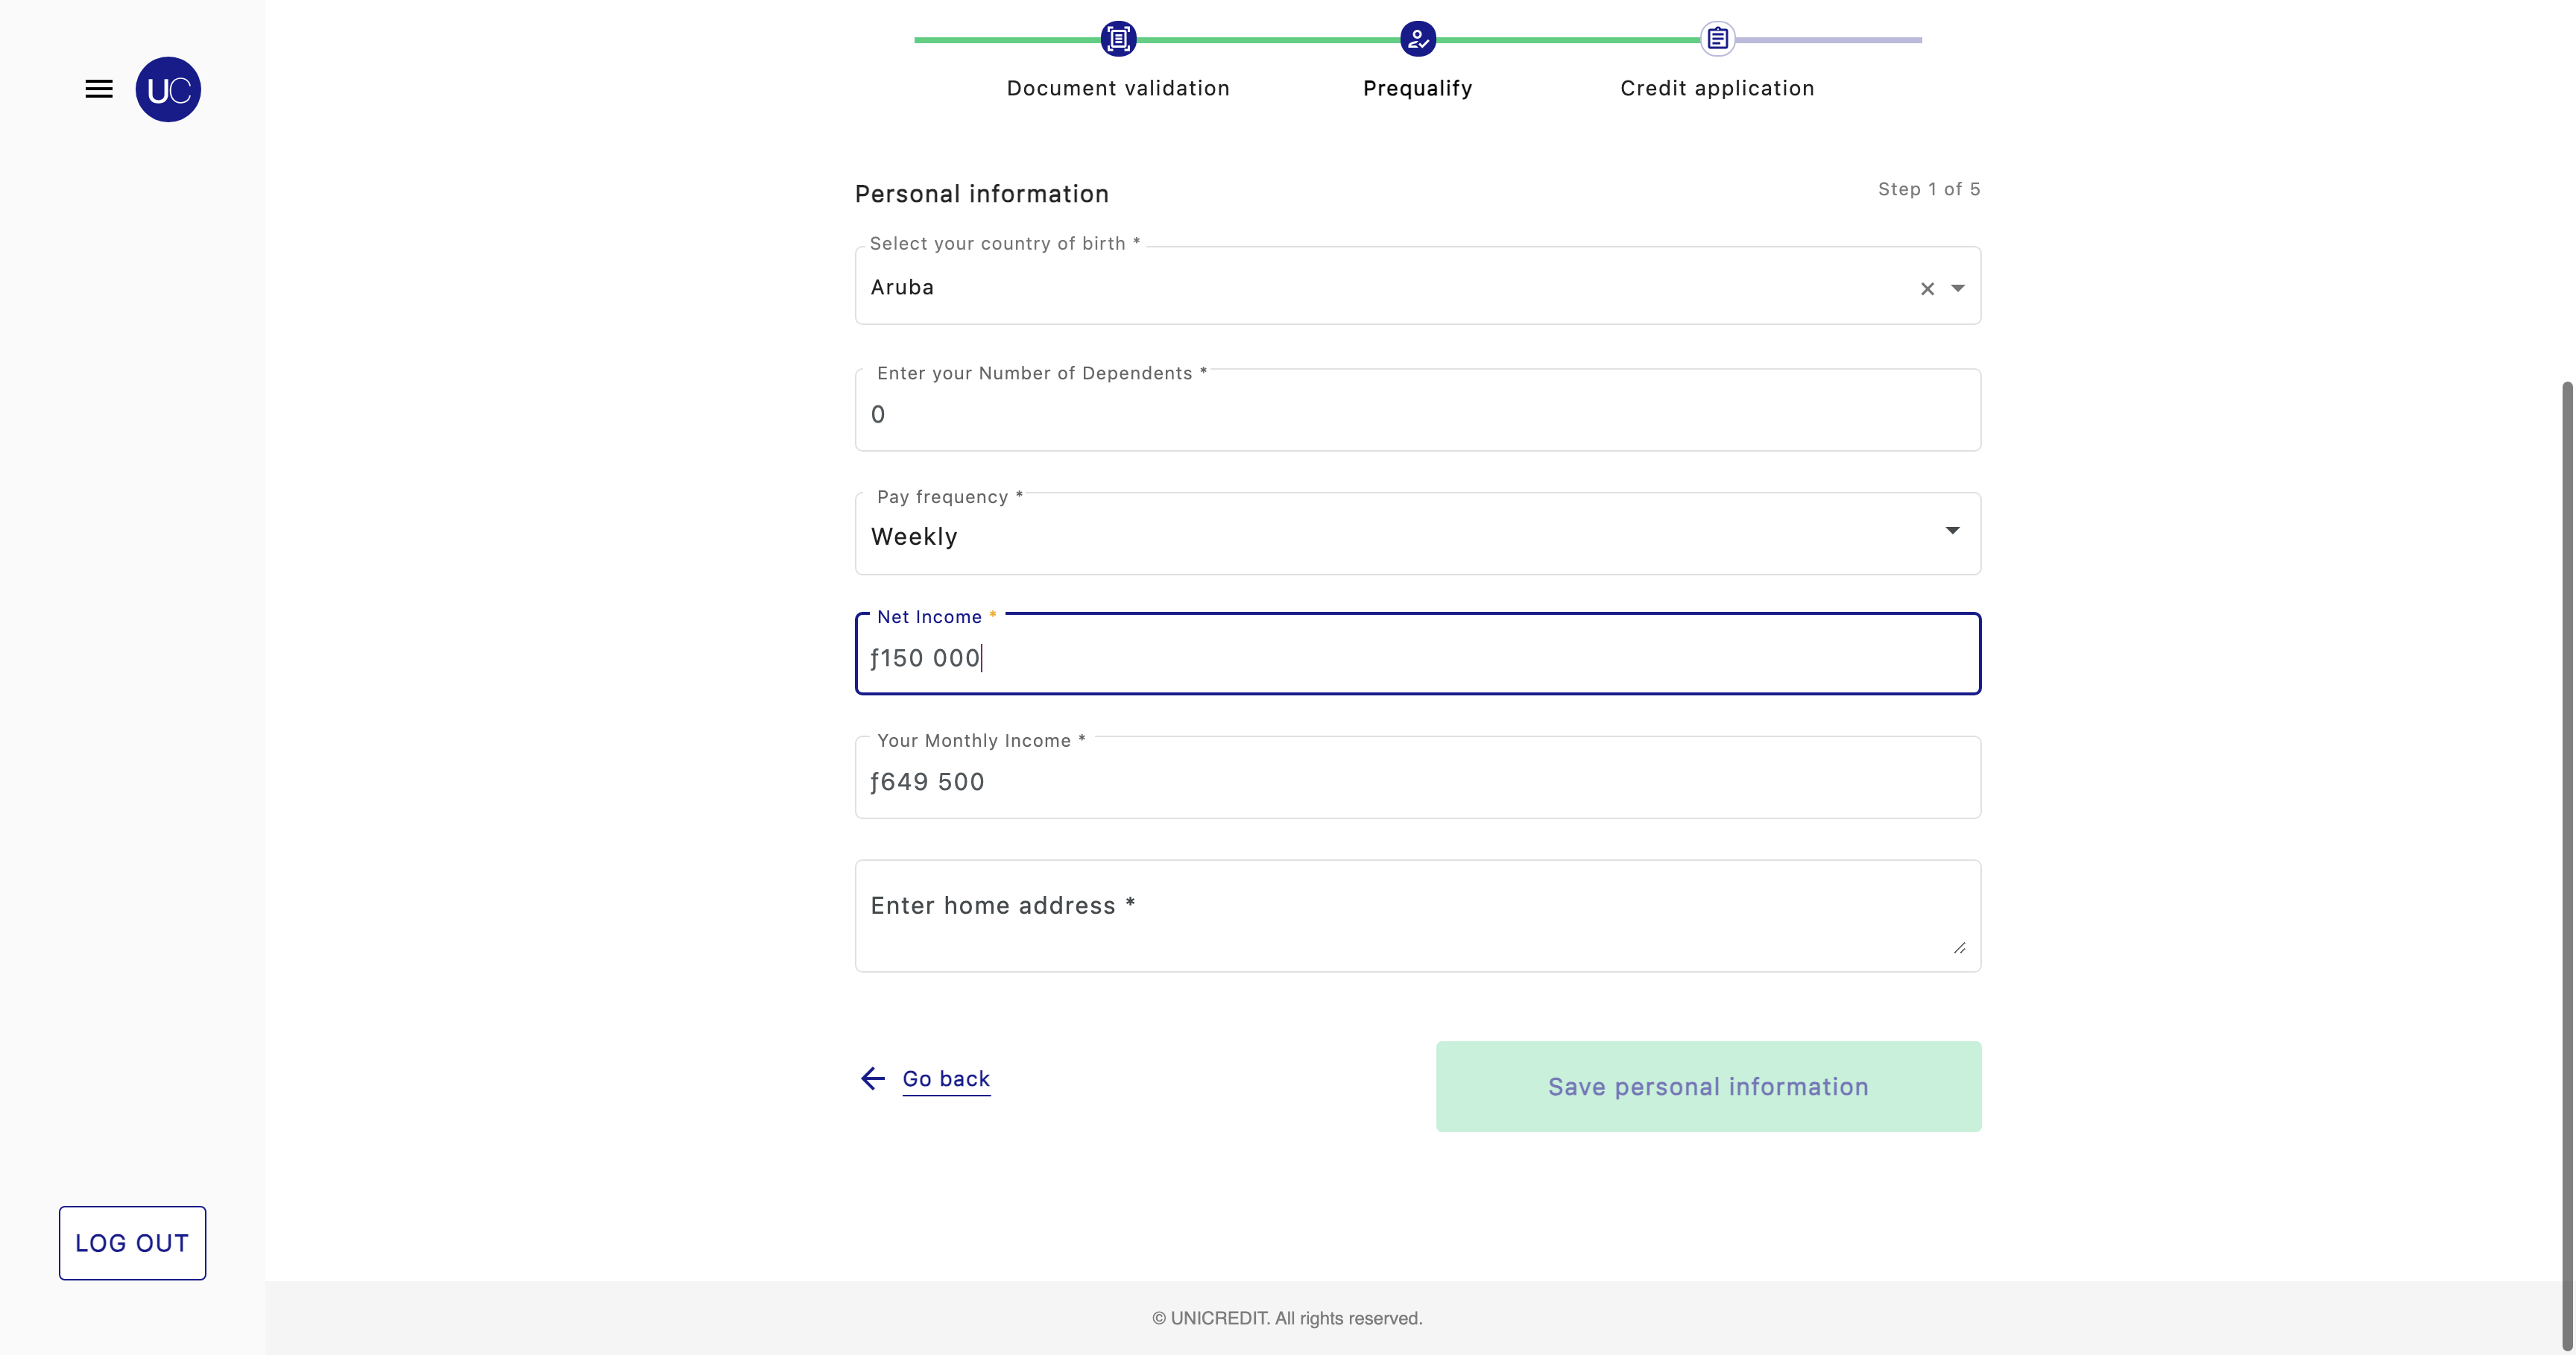 UC
Document validation
Prequalify
Credit application
Personal information
Step 1 of 5
Select your country of birth *
Aruba
Enter your Number of Dependents *
0
Pay frequency *
Weekly
Net Income *
ƒ150 000
Your Monthly Income *
ƒ649 500
Enter home address *
Go back
Save personal information
LOG OUT
© UNICREDIT. All rights reserved.